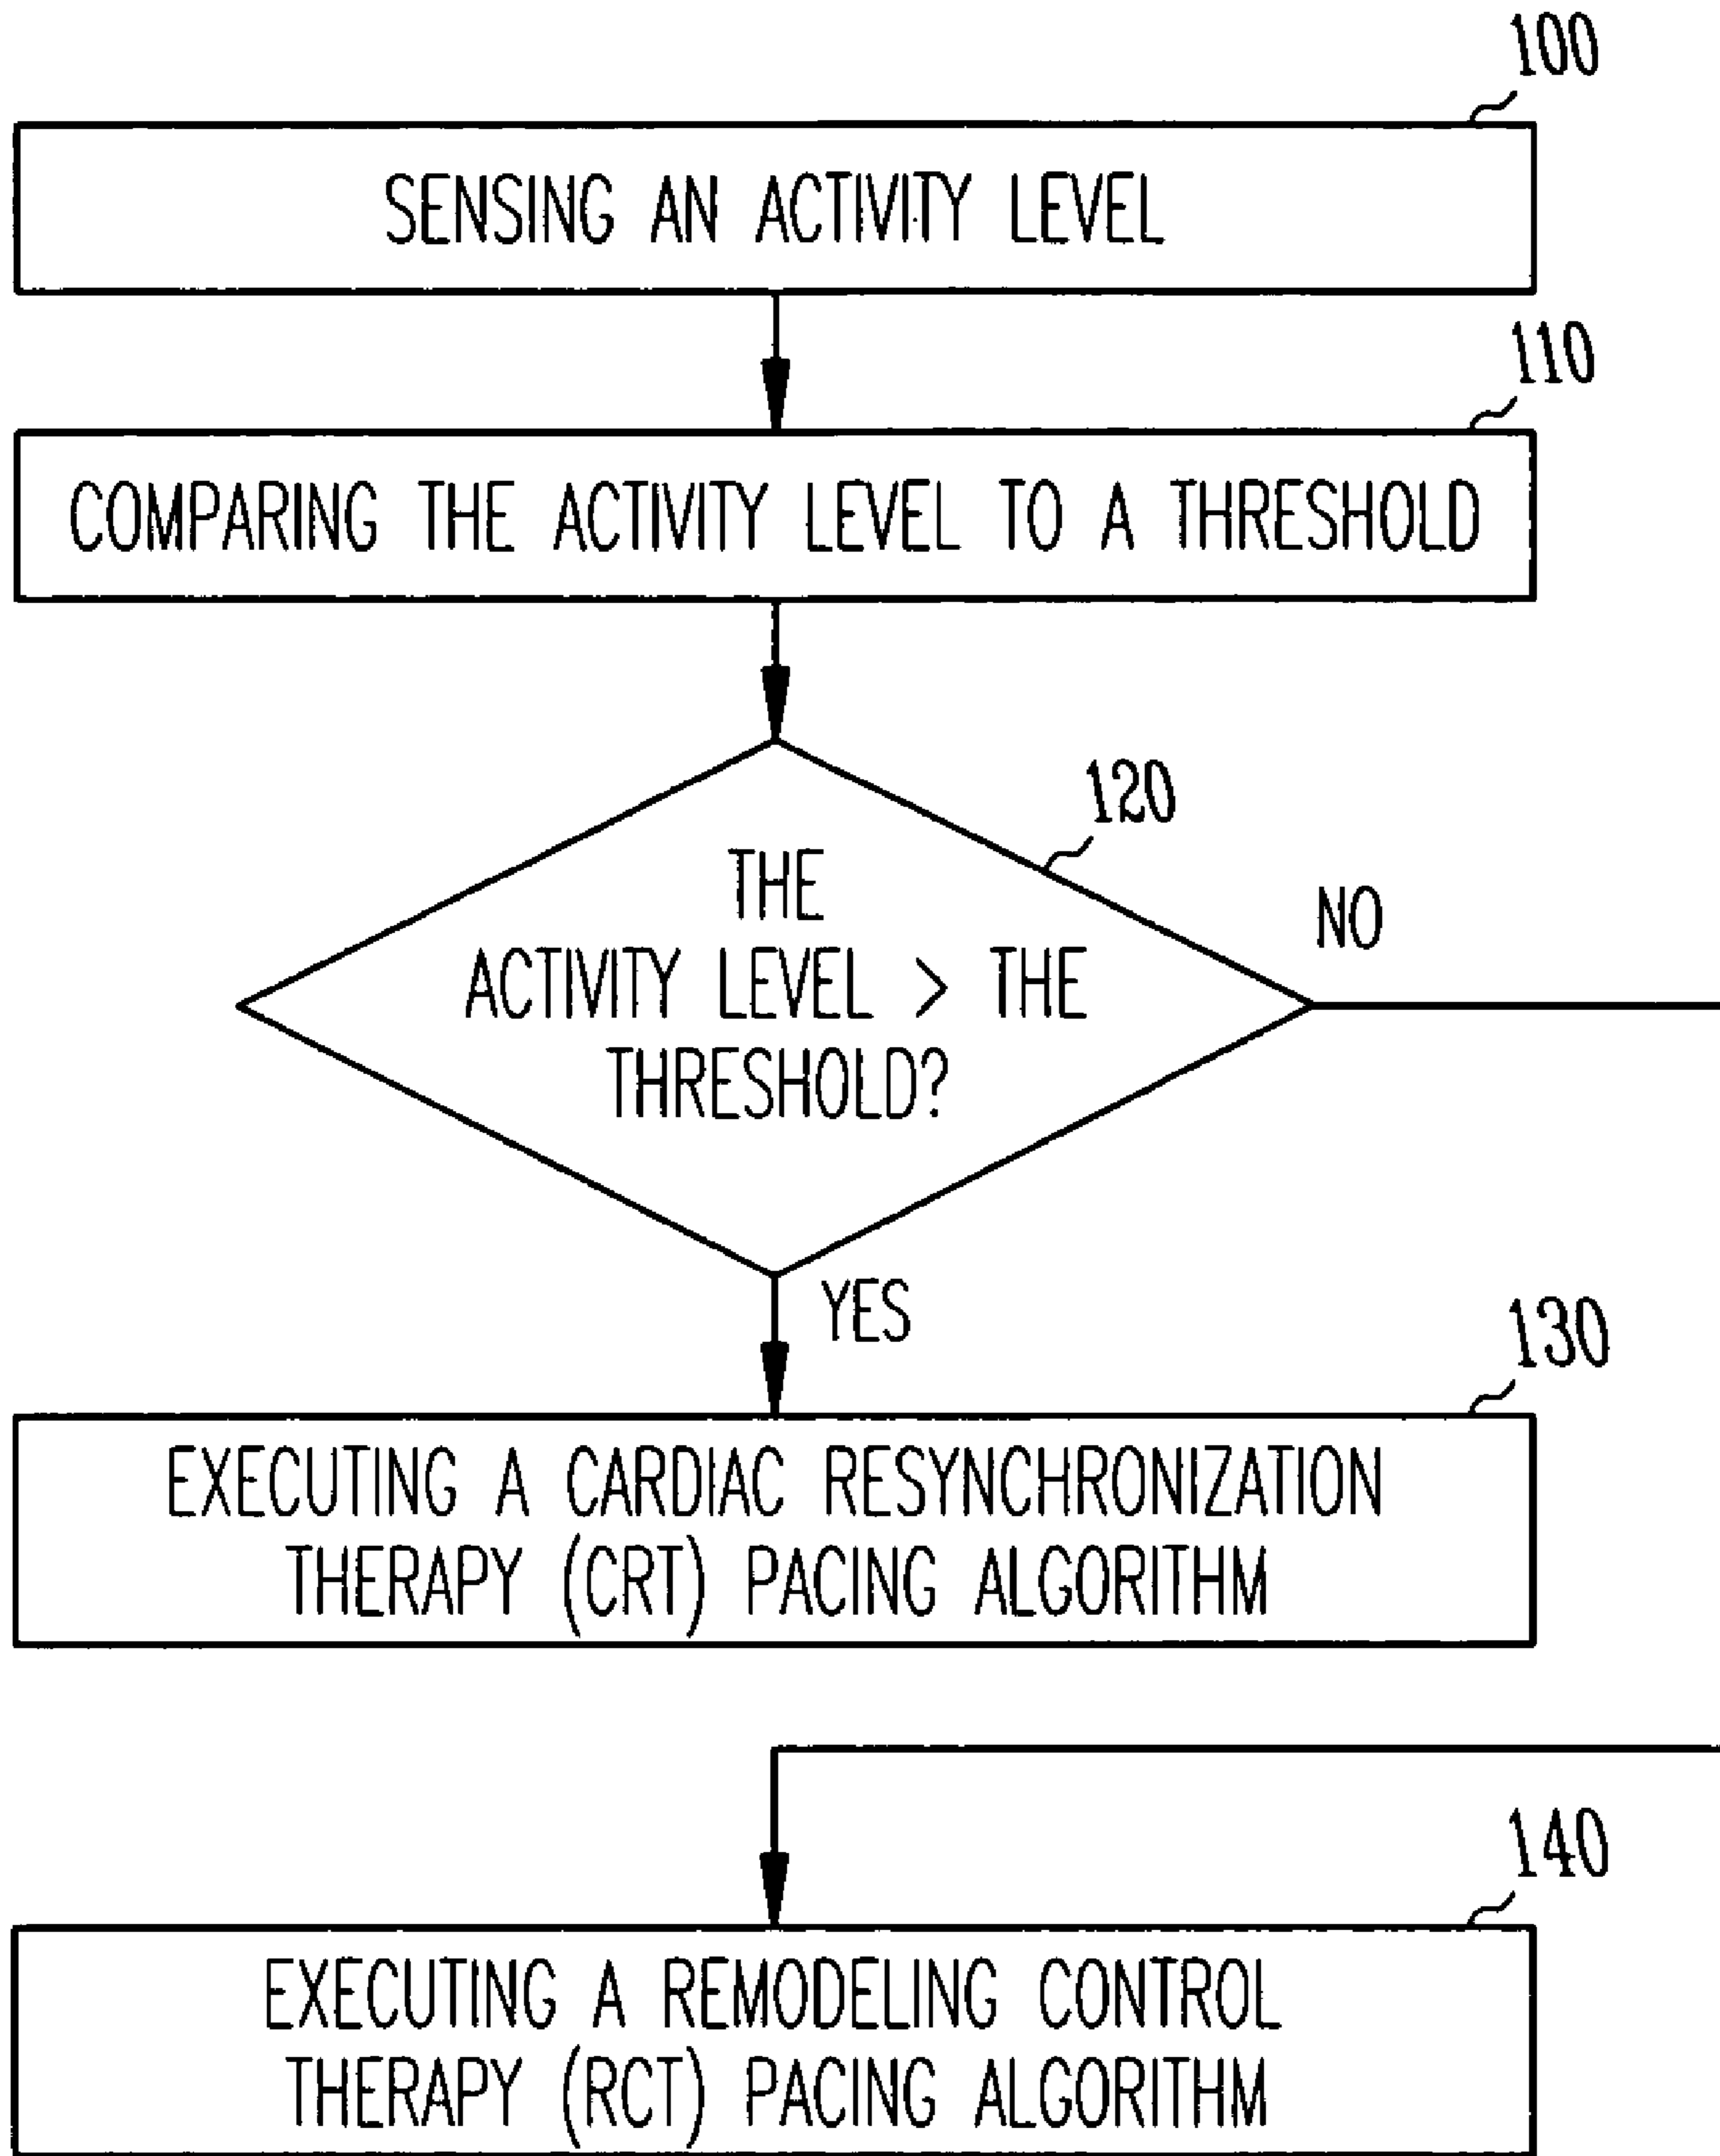 100
SENSING AN ACTIVITY LEVEL
110
COMPARING THE ACTIVITY LEVEL TO A THRESHOLD
120
THE
ACTIVITY LEVEL > THE
THRESHOLD?
NO
YES
130
EXECUTING A CARDIAC RESYNCHRONIZATION
THERAPY (CRT) PACING ALGORITHM
140
EXECUTING A REMODELING CONTROL
THERAPY (RCT) PACING ALGORITHM